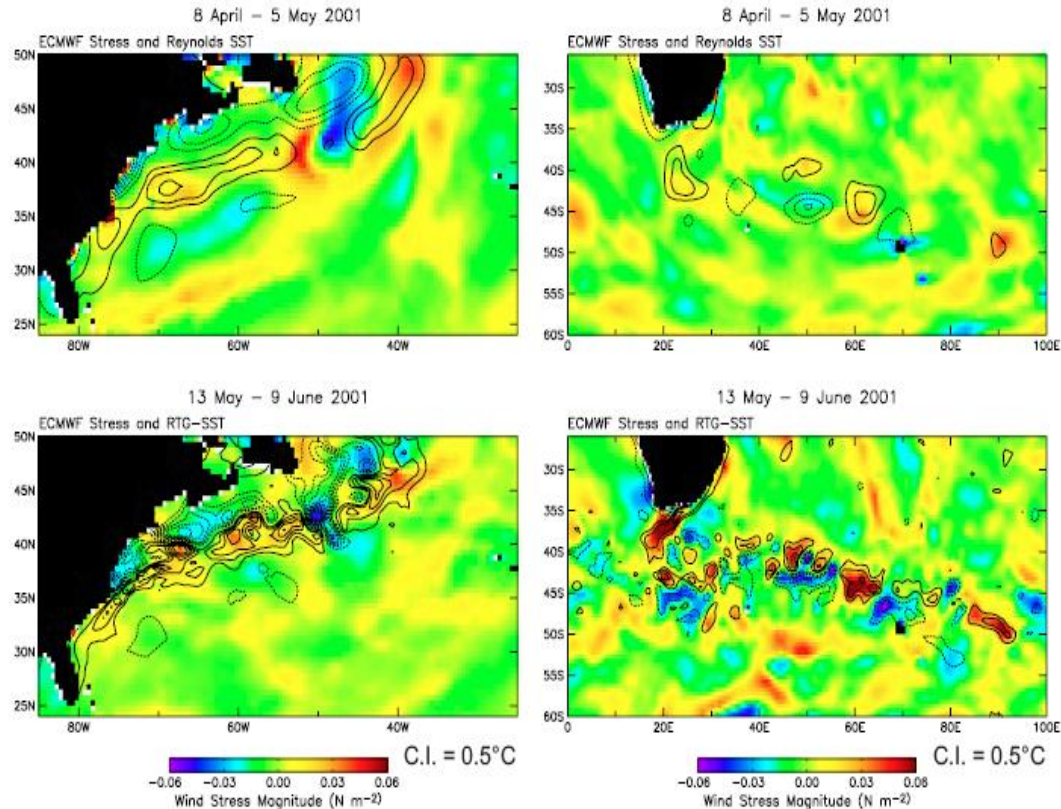 8 April - 5 May 2001
ECMWF Stress and Reynolds SST
50N
45N
40N
35N
30N
25N
80W 60W 40W
8 April - 5 May 2001
ECMWF Stress and Reynolds SST
30S
35S
40S
45S
50S
55S
60S
0 20E 40E 60E 80E 100E
13 May - 9 June 2001
ECMWF Stress and RTG-SST
50N
45N
40N
35N
30N
25N
80W 60W 40W
13 May - 9 June 2001
ECMWF Stress and RTG-SST
30S
35S
40S
45S
50S
55S
60S
0 20E 40E 60E 80E 100E
C.I. = 0.5°C
-0.06 -0.03 0.00 0.03 0.06
Wind Stress Magnitude (N m-2)
C.I. = 0.5°C
-0.06 -0.03 0.00 0.03 0.06
Wind Stress Magnitude (N m-2)